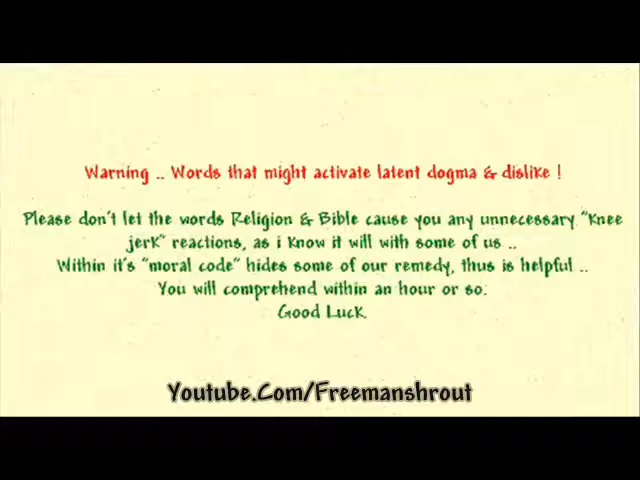 Warning .. Words that might activate latent dogma & dislike !
Please don't let the words Religion & Bible cause you any unnecessary "knee
jerk" reactions, as i know it will with some of us ..
Within it's "moral code" hides some of our remedy, thus is helpful ..
You will comprehend within an hour or so.
Good Luck.
Youtube.Com/Freemanshrout